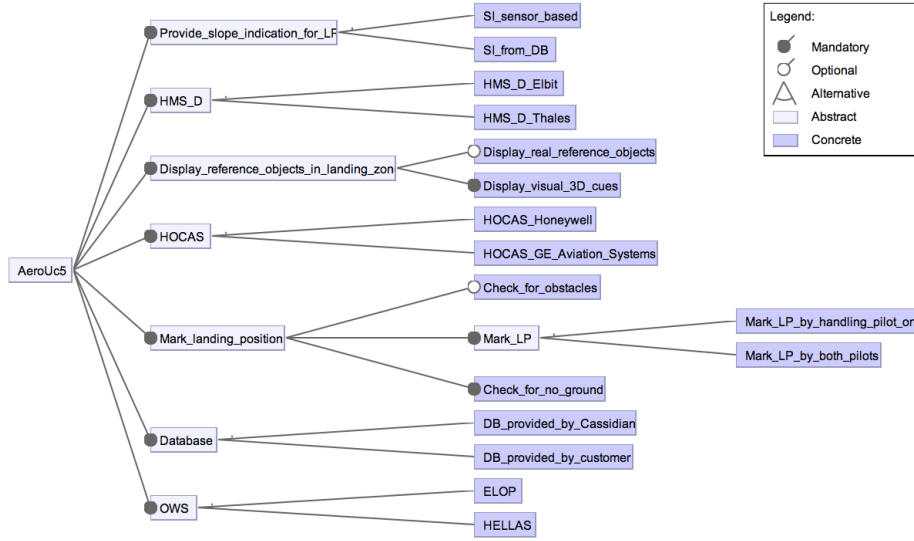 SI_sensor_based
Legend:
Provide_slope_indication_for_LP
Mandatory
SI_from_DB
Optional
HMS_D_Elbit
Alternative
HMS_D
Abstract
HMS_D_Thales
Concrete
Display_real_reference_objects
Display_reference_objects_in_landing_zon
Display_visual_3D_cues
HOCAS_Honeywell
HOCAS
HOCAS_GE_Aviation_Systems
AeroUc5
Check_for_obstacles
Mark_LP_by_handling_pilot_on
Mark_landing_position
Mark_LP
Mark_LP_by_both_pilots
Check_for_no_ground
DB_provided_by_Cassidian
Database
DB_provided_by_customer
ELOP
OWS
HELLAS